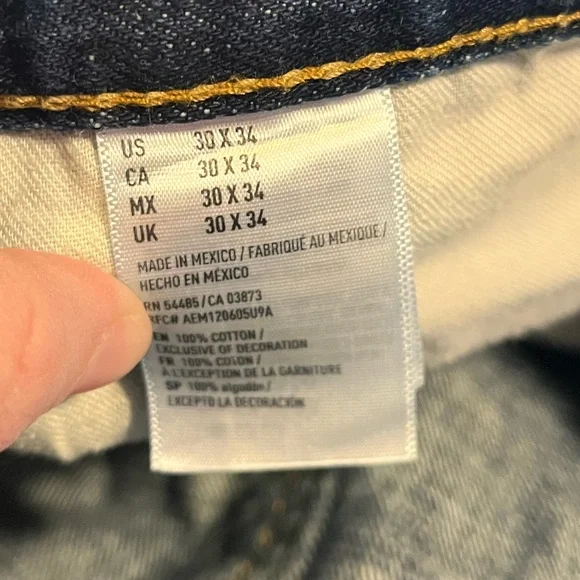 US 30 X 34
CA 30 X 34
MX 30 X 34
UK 30 X 34
MADE IN MEXICO / FABRIQUÉ AU MEXIQUE /
HECHO EN MÉXICO
RN 54485 / CA 03873
RFC# AEM120605U9A
EN 100% COTTON /
EXCLUSIVE OF DECORATION
FR 100% COTON /
À L'EXCEPTION DE LA GARNITURE
SP 100% algodón /
EXCEPTO LA DECORACIÓN